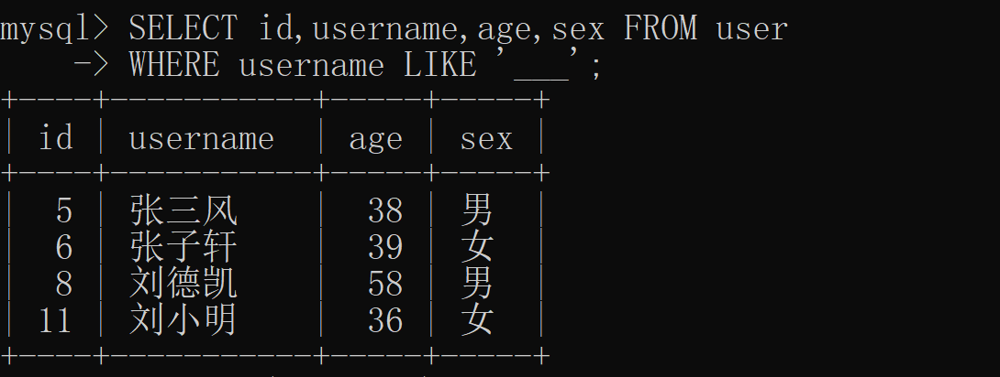 mysql> SELECT id,username,age,sex FROM user
    -> WHERE username LIKE '___';
+----+-----------+-----+-----+
| id | username  | age | sex |
+----+-----------+-----+-----+
|  5 | 张三风    |  38 | 男  |
|  6 | 张子轩    |  39 | 女  |
|  8 | 刘德凯    |  58 | 男  |
| 11 | 刘小明    |  36 | 女  |
+----+-----------+-----+-----+